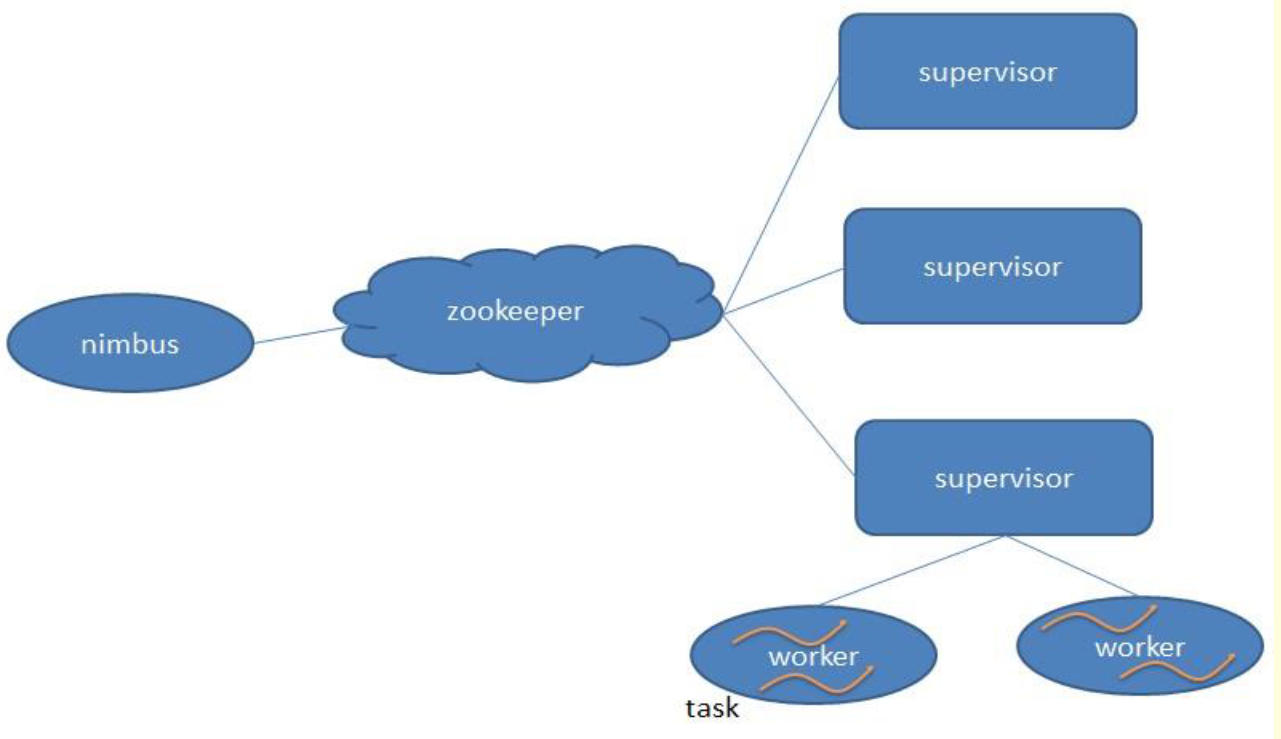 supervisor
supervisor
zookeeper
nimbus
supervisor
worker
worker
task